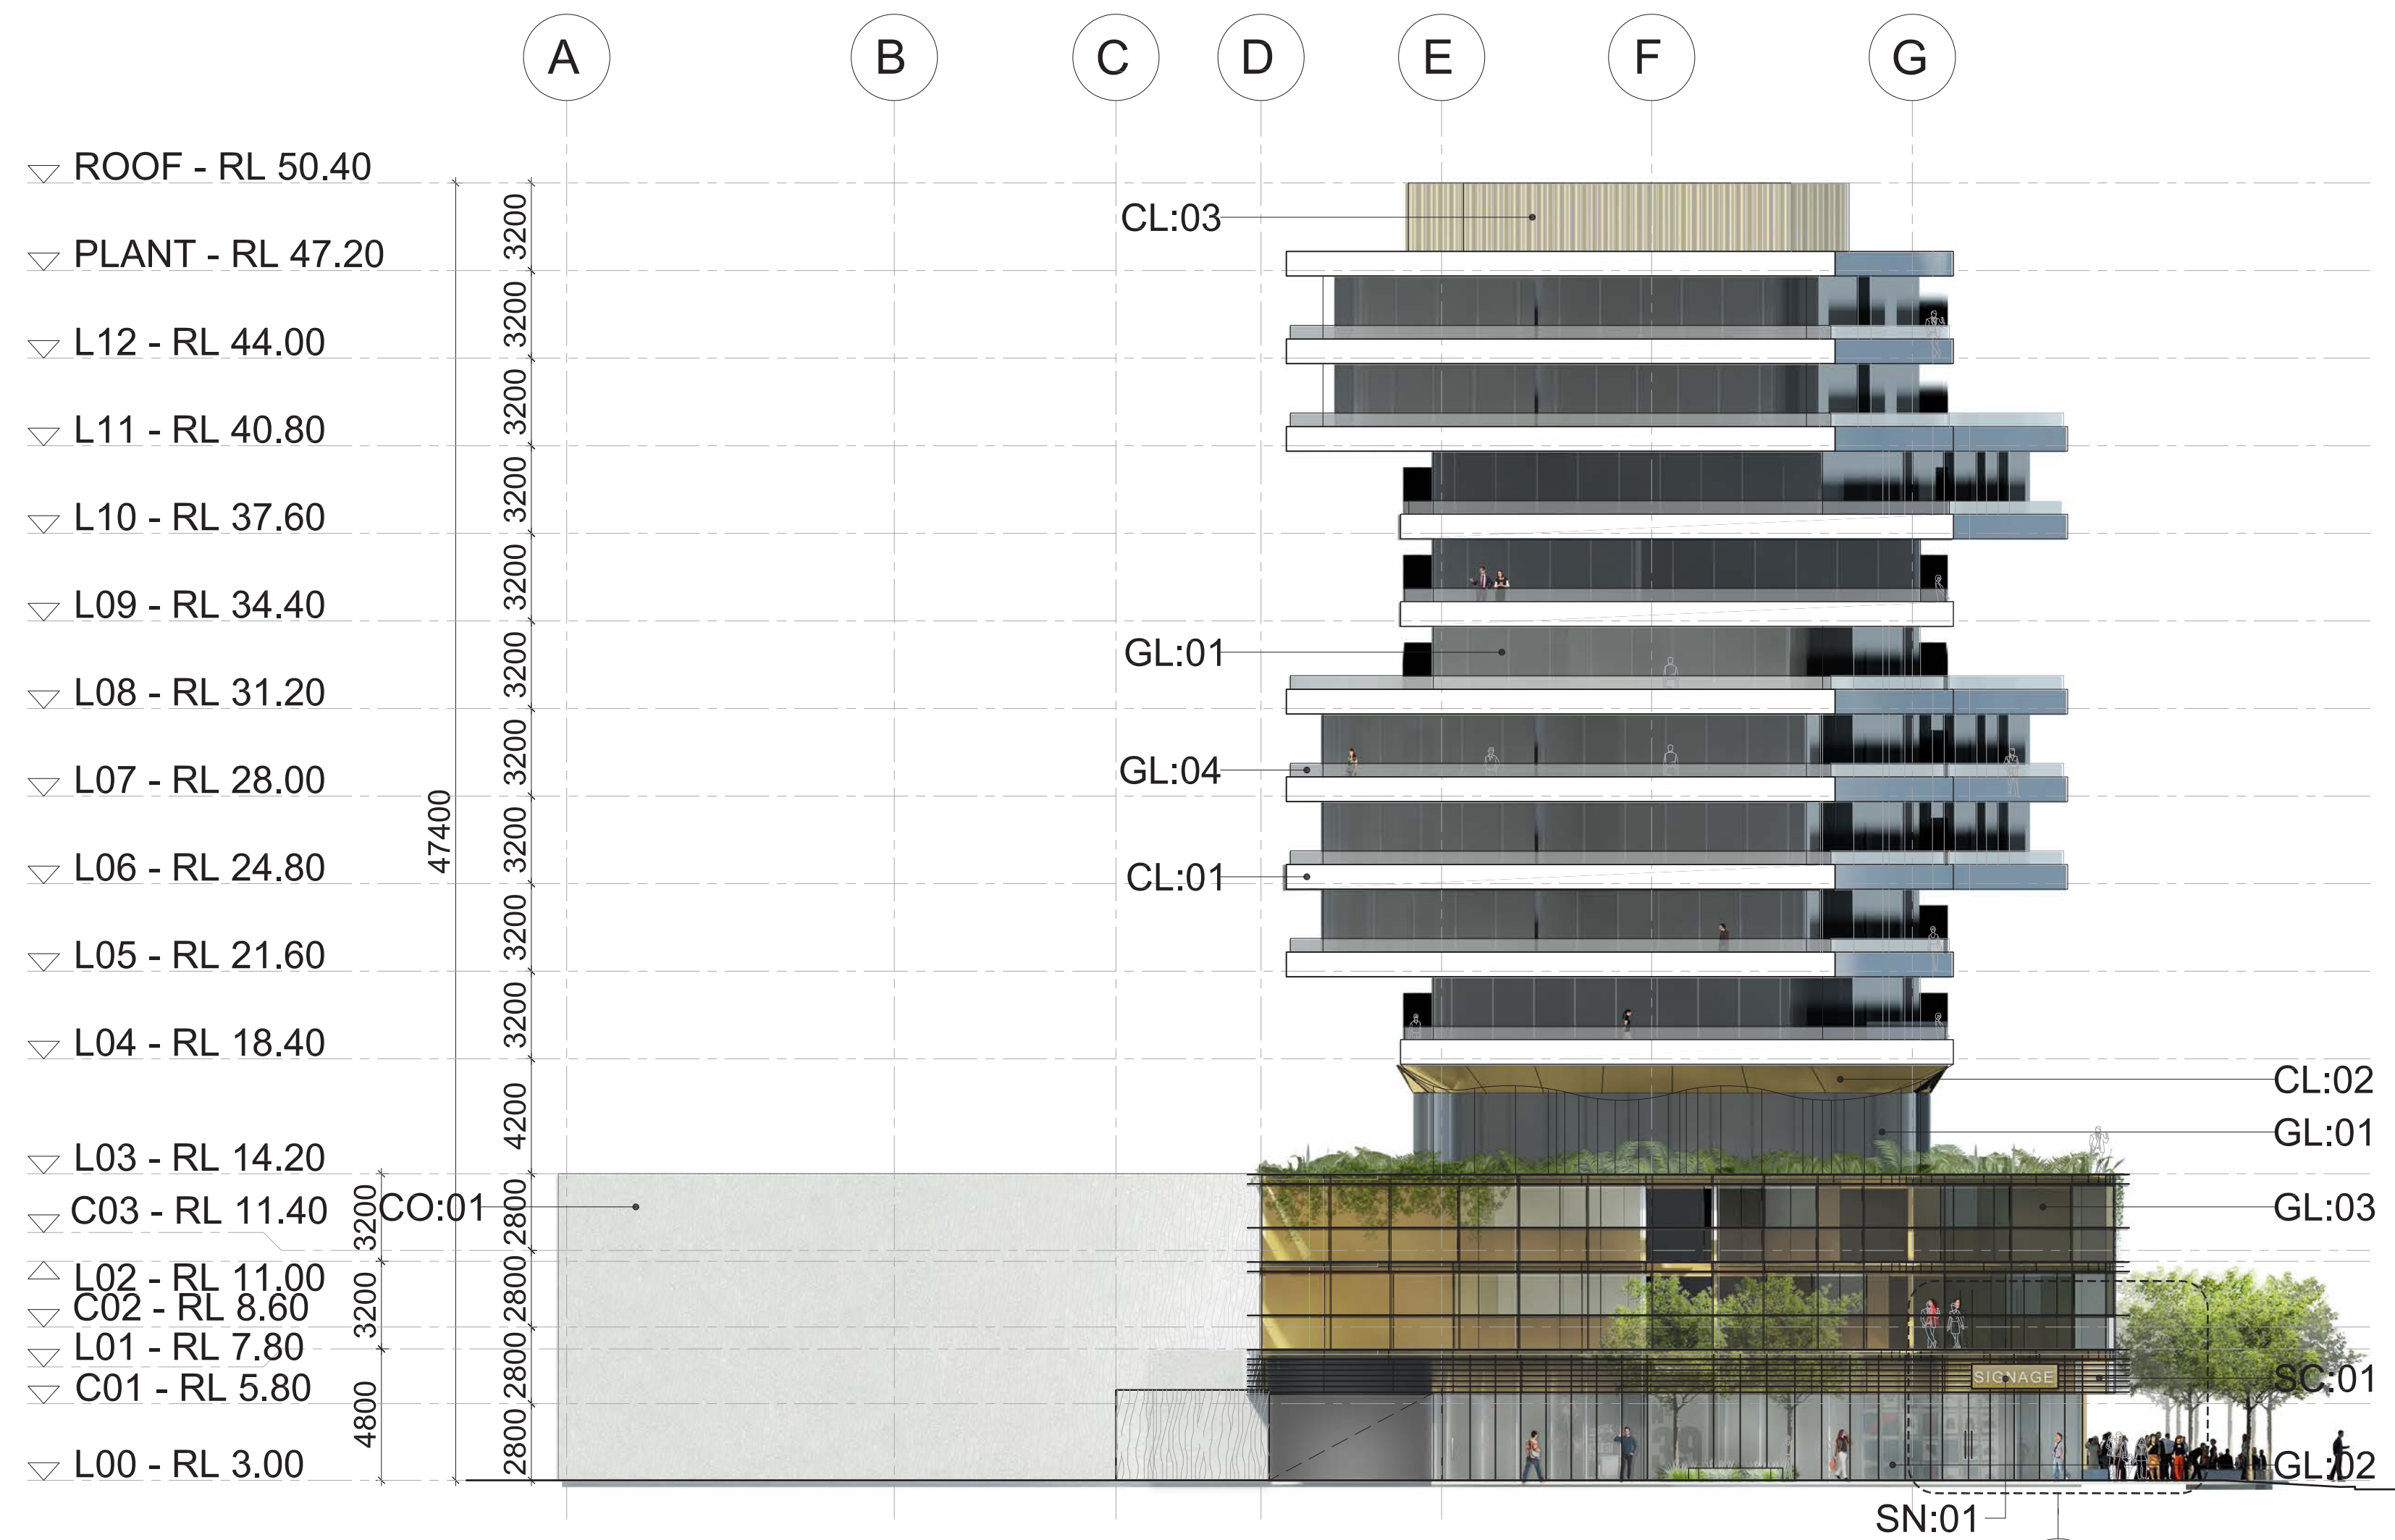 A B C D E F G
ROOF - RL 50.40
3200
CL:03
PLANT - RL 47.20
3200
L12 - RL 44.00
3200
L11 - RL 40.80
3200
L10 - RL 37.60
3200
L09 - RL 34.40
3200
GL:01
L08 - RL 31.20
3200
GL:04
L07 - RL 28.00
47400
3200
CL:01
L06 - RL 24.80
3200
L05 - RL 21.60
3200
L04 - RL 18.40
CL:02
4200
GL:01
L03 - RL 14.20
C03 - RL 11.40
3200
CO:01
2800
GL:03
L02 - RL 11.00
C02 - RL 8.60
3200
2800
L01 - RL 7.80
C01 - RL 5.80
2800
SIGNAGE
SC:01
4800
2800
L00 - RL 3.00
39
GL:02
SN:01